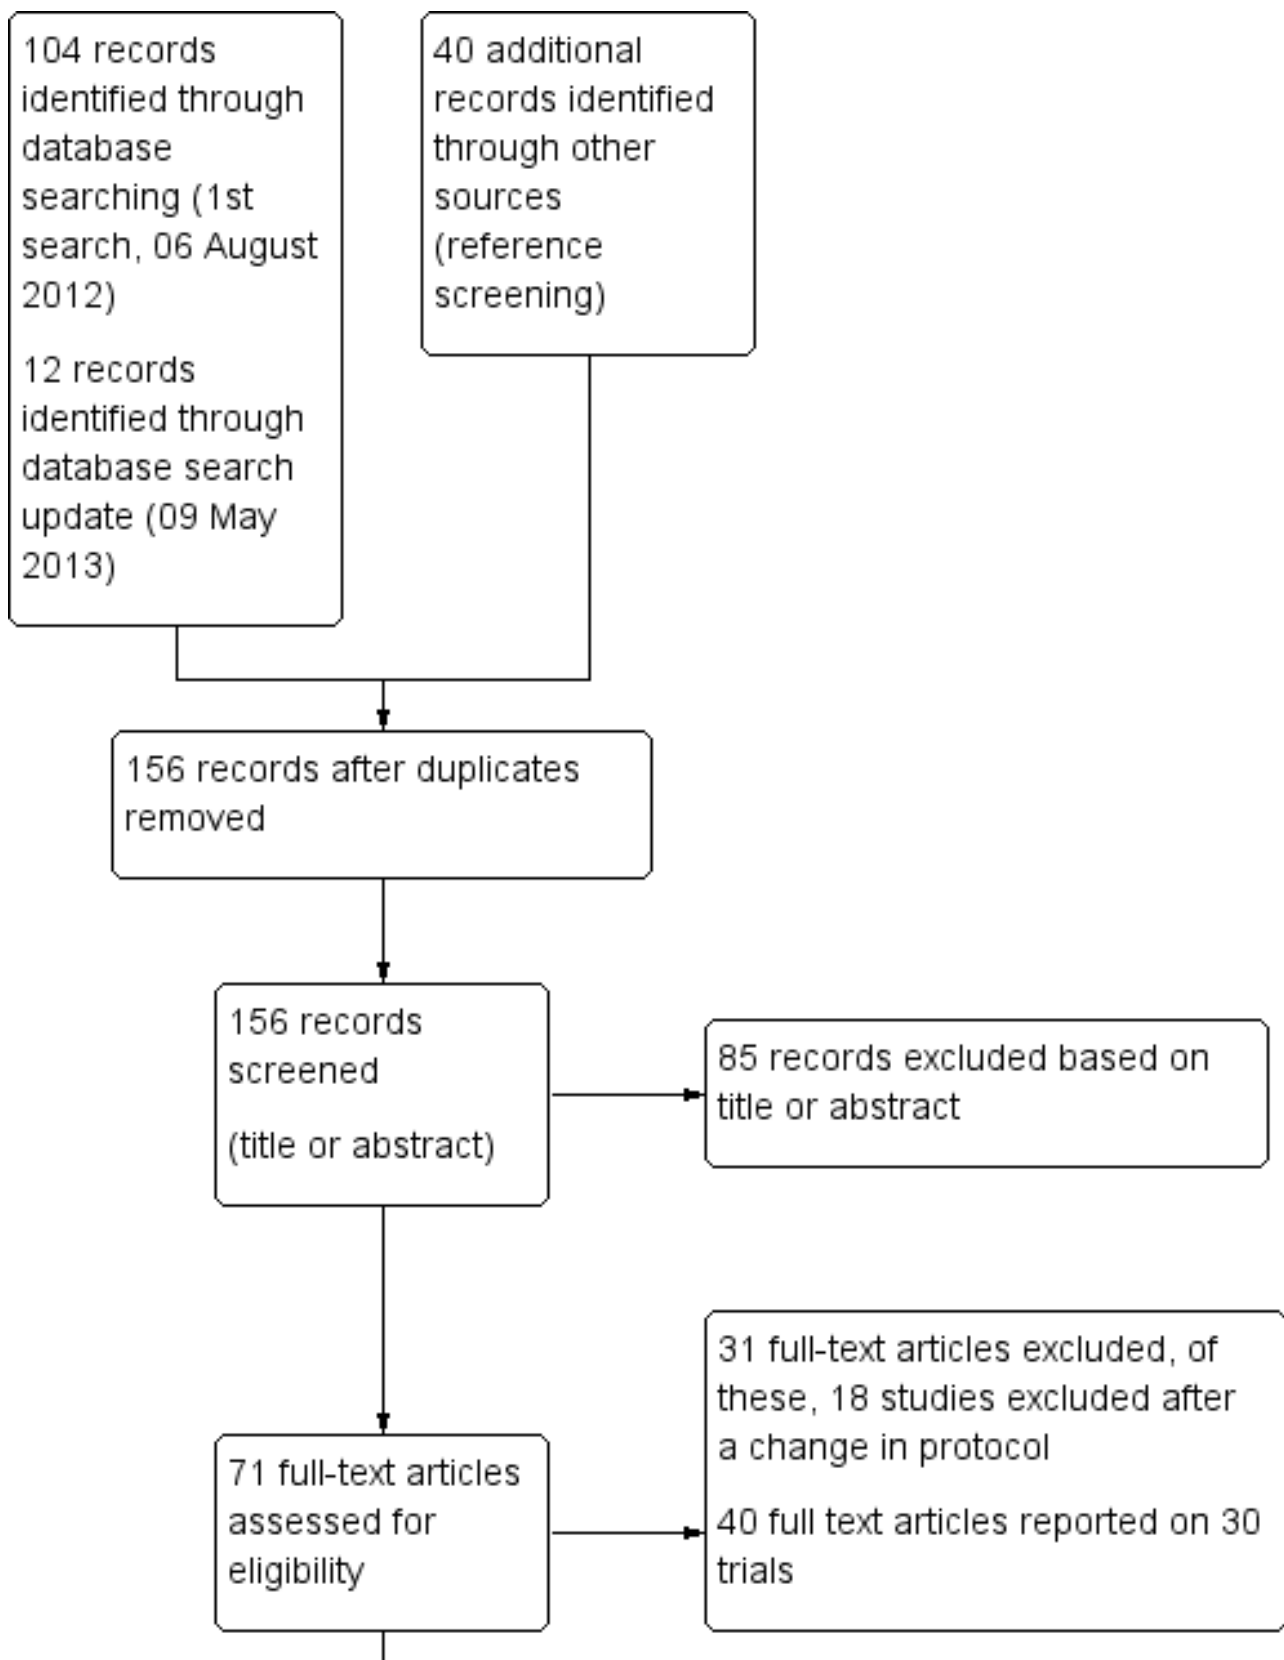 104 records
identified through
database
searching (1st
search, 06 August
2012)
12 records
identified through
database search
update (09 May
2013)
40 additional
records identified
through other
sources
(reference
screening)
156 records after duplicates
removed
156 records
screened
(title or abstract)
85 records excluded based on
title or abstract
71 full-text articles
assessed for
eligibility
31 full-text articles excluded, of
these, 18 studies excluded after
a change in protocol
40 full text articles reported on 30
trials